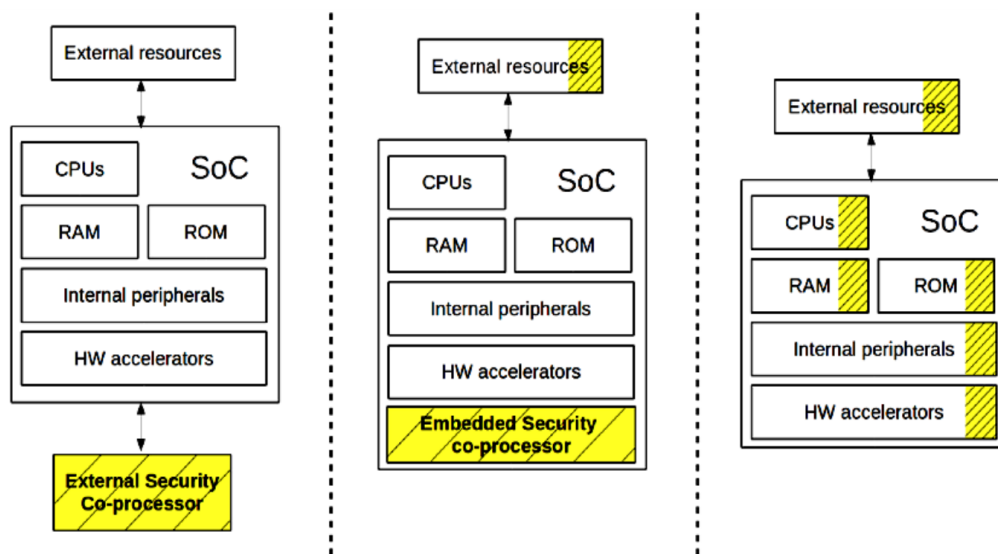 External resources
SoC
CPUs
RAM
ROM
Internal peripherals
HW accelerators
External Security
Co-processor
External resources
SoC
CPUs
RAM
ROM
Internal peripherals
HW accelerators
Embedded Security
co-processor
External resources
SoC
CPUs
RAM
ROM
Internal peripherals
HW accelerators